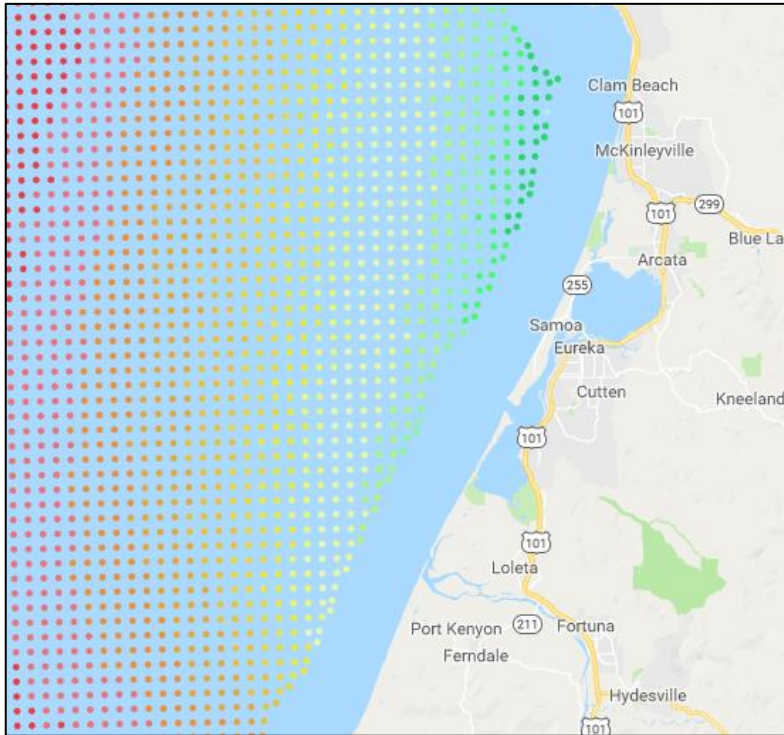 Clam Beach
101
McKinleyville
299
101
Blue La
Arcata
255
Samoa
Eureka
Cutten
Kneeland
101
101
Loleta
211
Port Kenyon
Fortuna
Ferndale
Hydesville
101